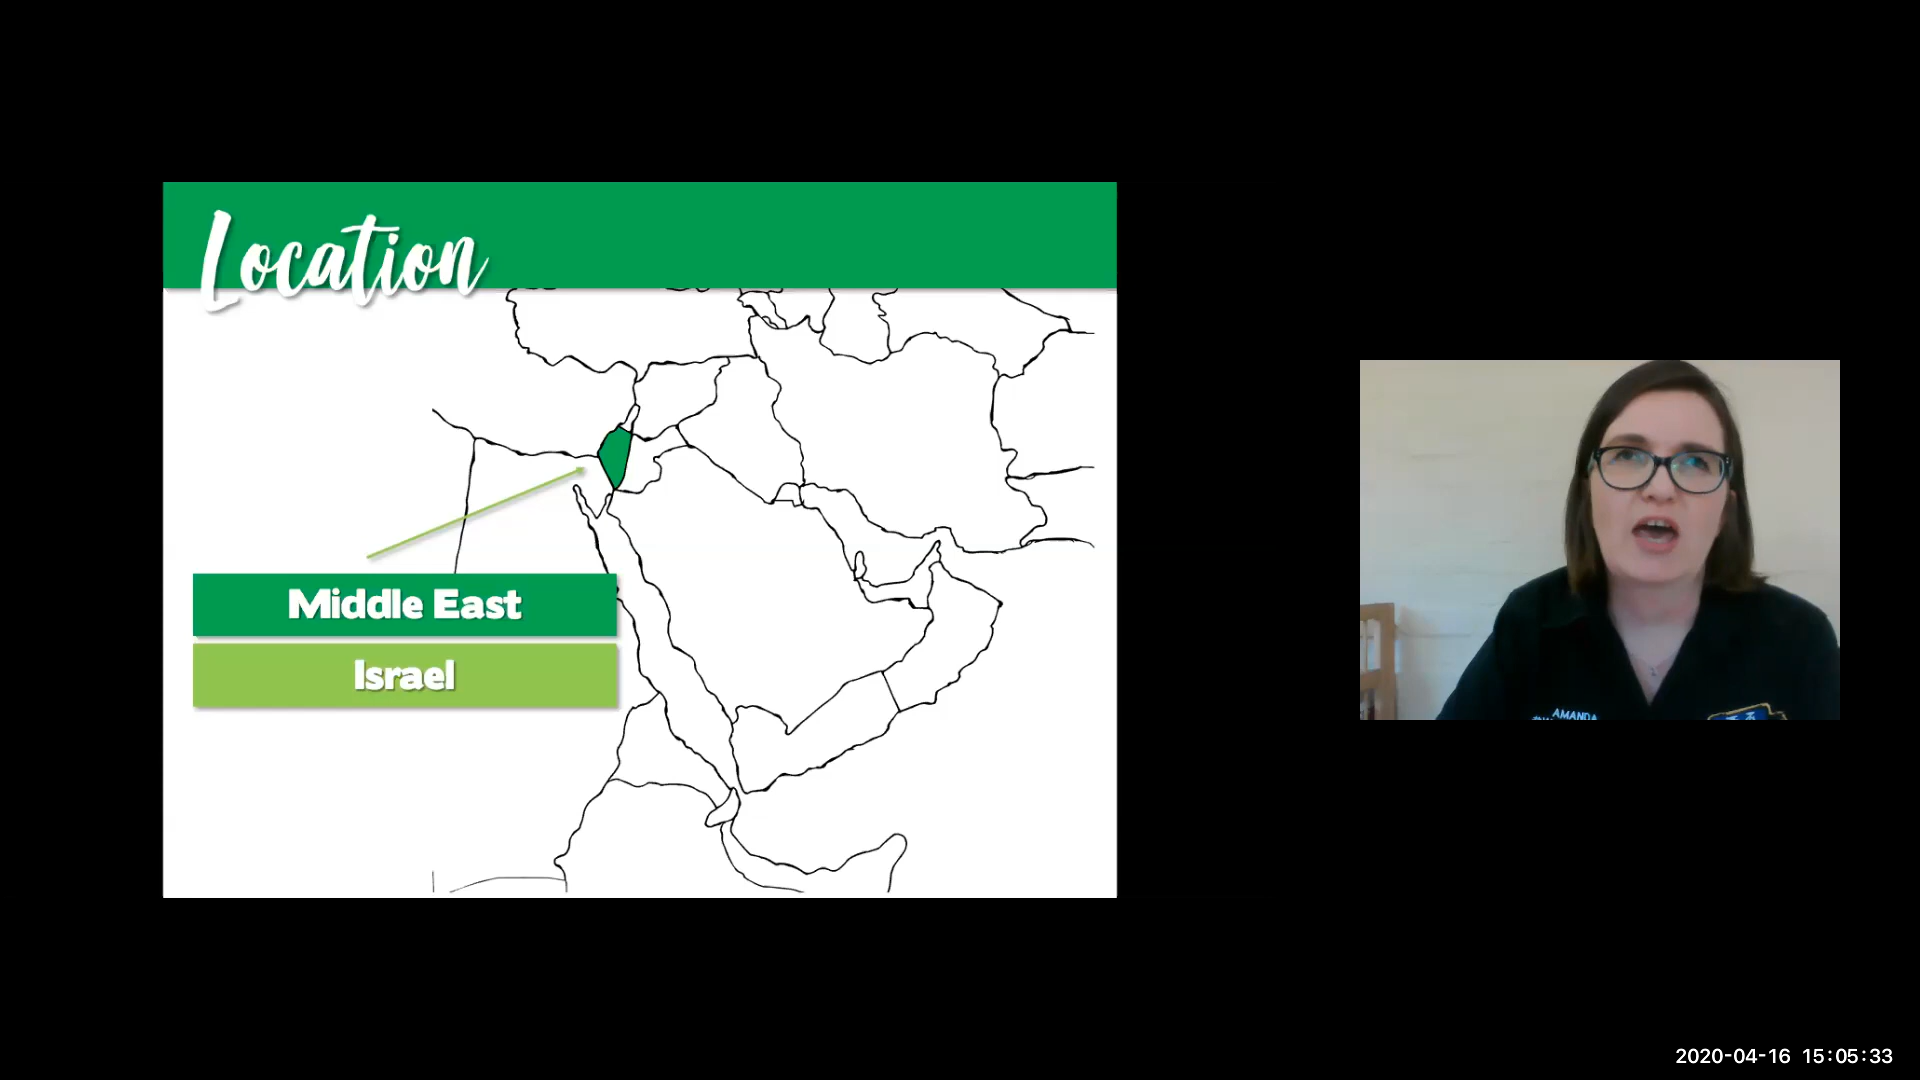 Location
Middle East
Israel
AMANDA
2020-04-16 15:05:33